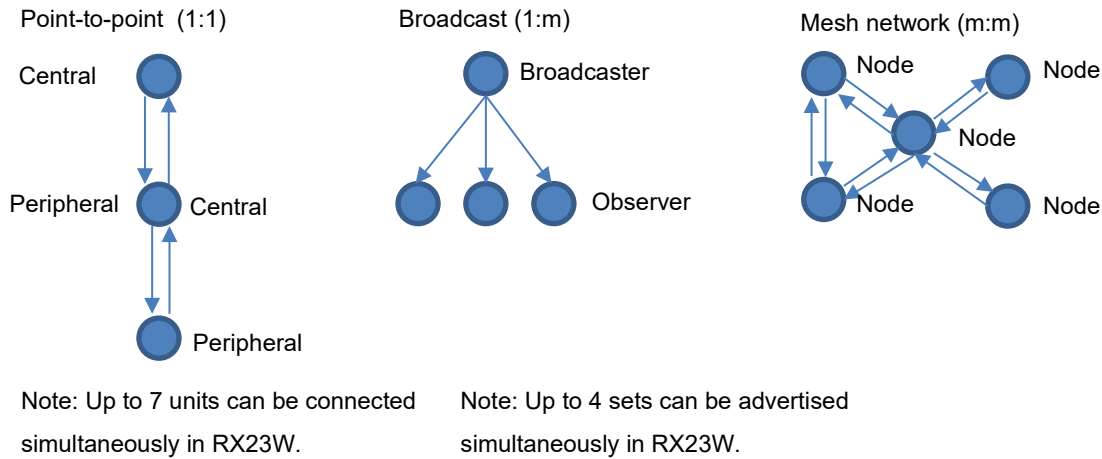 Point-to-point (1:1)
Central
Peripheral
Central
Peripheral
Note: Up to 7 units can be connected
simultaneously in RX23W.
Broadcast (1:m)
Broadcaster
Observer
Note: Up to 4 sets can be advertised
simultaneously in RX23W.
Mesh network (m:m)
Node
Node
Node
Node
Node